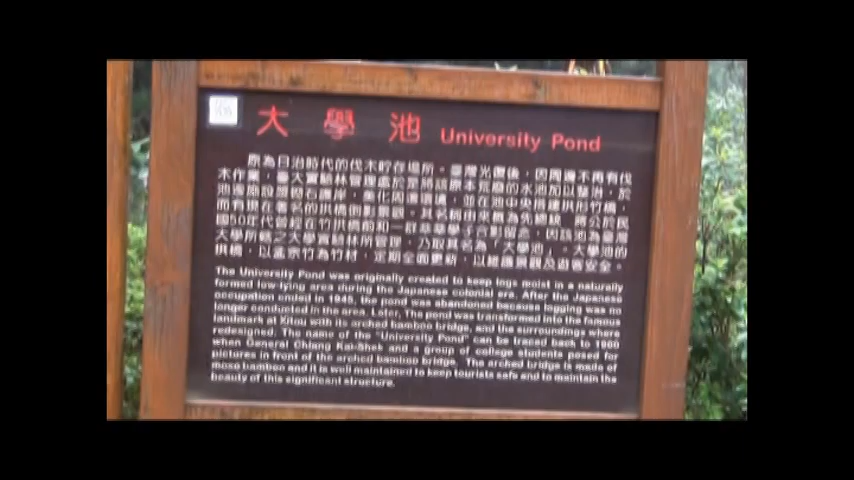 大學池 University Pond
原為日治時代的伐木貯存場所。臺灣光復後,因周邊不再有伐
木作業,臺大實驗林管理處於是將該原本荒廢的水池加以整治,於
池邊施設漿砌石護岸,美化周邊環境,並在池中央構建拱形竹橋,
而有現在著名的拱橋倒影景觀。其名稱由來概為先總統 蔣公於民
國50年代曾經在竹拱橋前和一群莘莘學子合影留念,因該池為臺灣
大學所屬之大學實驗林所管理,乃取其名為「大學池」。大學池的
拱橋,以孟宗竹為竹材,定期全面更新,以維護景觀及遊客安全。
The University Pond was originally created to keep logs moist in a naturally
formed low-lying area during the Japanese colonial era. After the Japanese
occupation ended in 1945, the pond was abandoned because logging was no
longer conducted in the area. Later, The pond was transformed into the famous
landmark at Xitou with its arched bamboo bridge, and the surroundings where
redesigned. The name of the "University Pond" can be traced back to 1960
when General Chiang Kai-Shek and a group of college students posed for
pictures in front of the arched bamboo bridge. The arched bridge is made of
moso bamboo and it is well maintained to keep tourists safe and to maintain the
beauty of this significant structure.